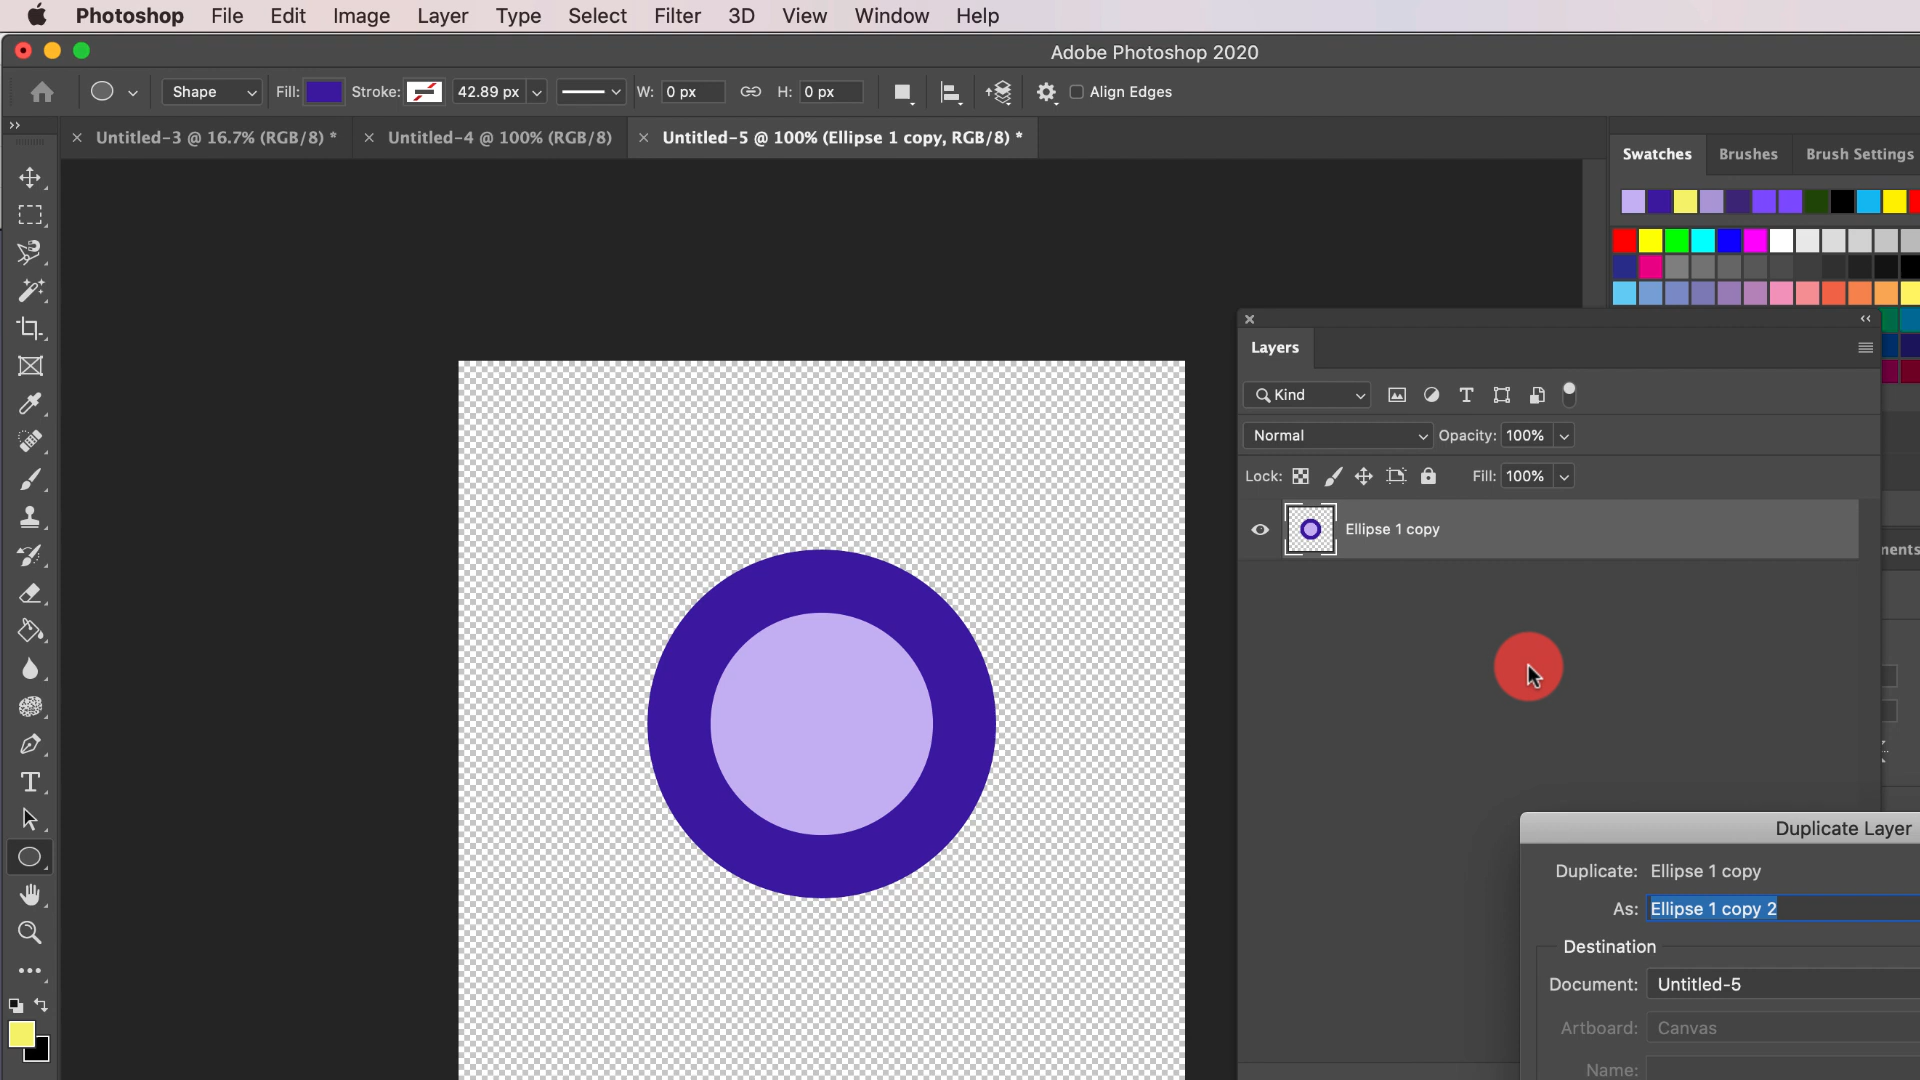 Photoshop File Edit Image Layer Type Select Filter 3D View Window Help
Adobe Photoshop 2020
Shape Fill: Stroke: 42.89 px W: 0 px H: 0 px Align Edges
Untitled-3 @ 16.7% (RGB/8) * Untitled-4 @ 100% (RGB/8) Untitled-5 @ 100% (Ellipse 1 copy, RGB/8) *
Swatches Brushes Brush Settings
Layers
Kind
Normal Opacity: 100%
Lock: Fill: 100%
Ellipse 1 copy
nents
Duplicate Layer
Duplicate: Ellipse 1 copy
As: Ellipse 1 copy 2
Destination
Document: Untitled-5
Artboard: Canvas
Name: